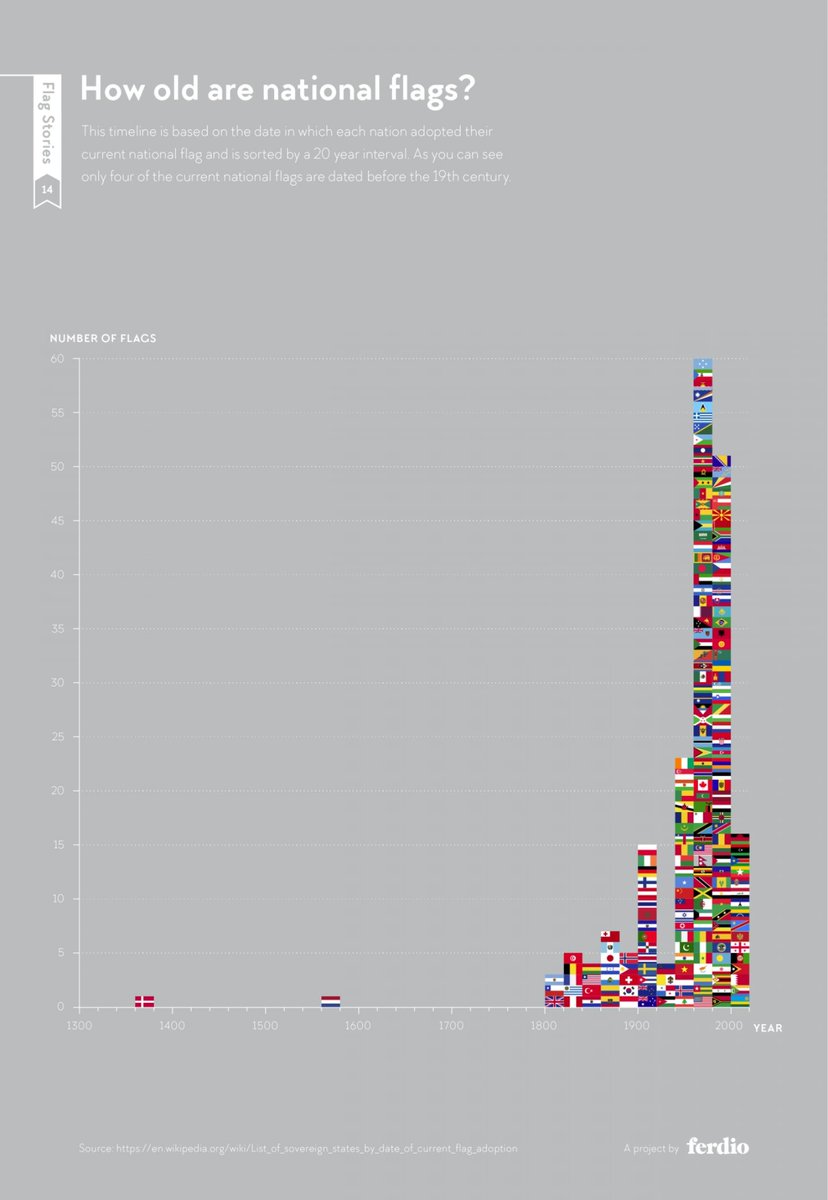 Flag Stories
14
How old are national flags?
This timeline is based on the date in which each nation adopted their
current national flag and is sorted by a 20 year interval. As you can see
only four of the current national flags are dated before the 19th century.
NUMBER OF FLAGS
60
55
50
45
40
35
30
25
20
15
10
5
0
1300 1400 1500 1600 1700 1800 1900 2000 YEAR
Source: https://en.wikipedia.org/wiki/List_of_sovereign_states_by_date_of_current_flag_adoption
A project by ferdio